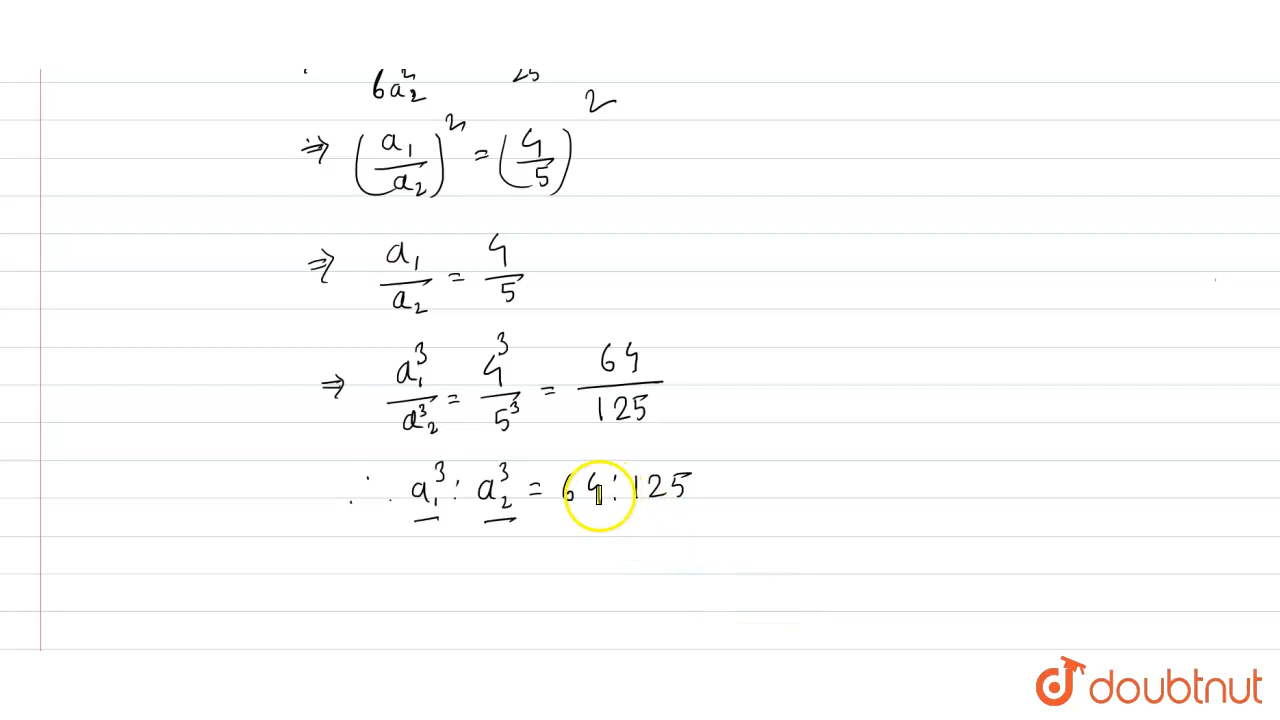 6a₂² 25
⇒ (a₁/a₂)² = (4/5)²
⇒ a₁/a₂ = 4/5
⇒ a₁³/a₂³ = 4³/5³ = 64/125
∴ a₁³ : a₂³ = 64 : 125
doubtnut